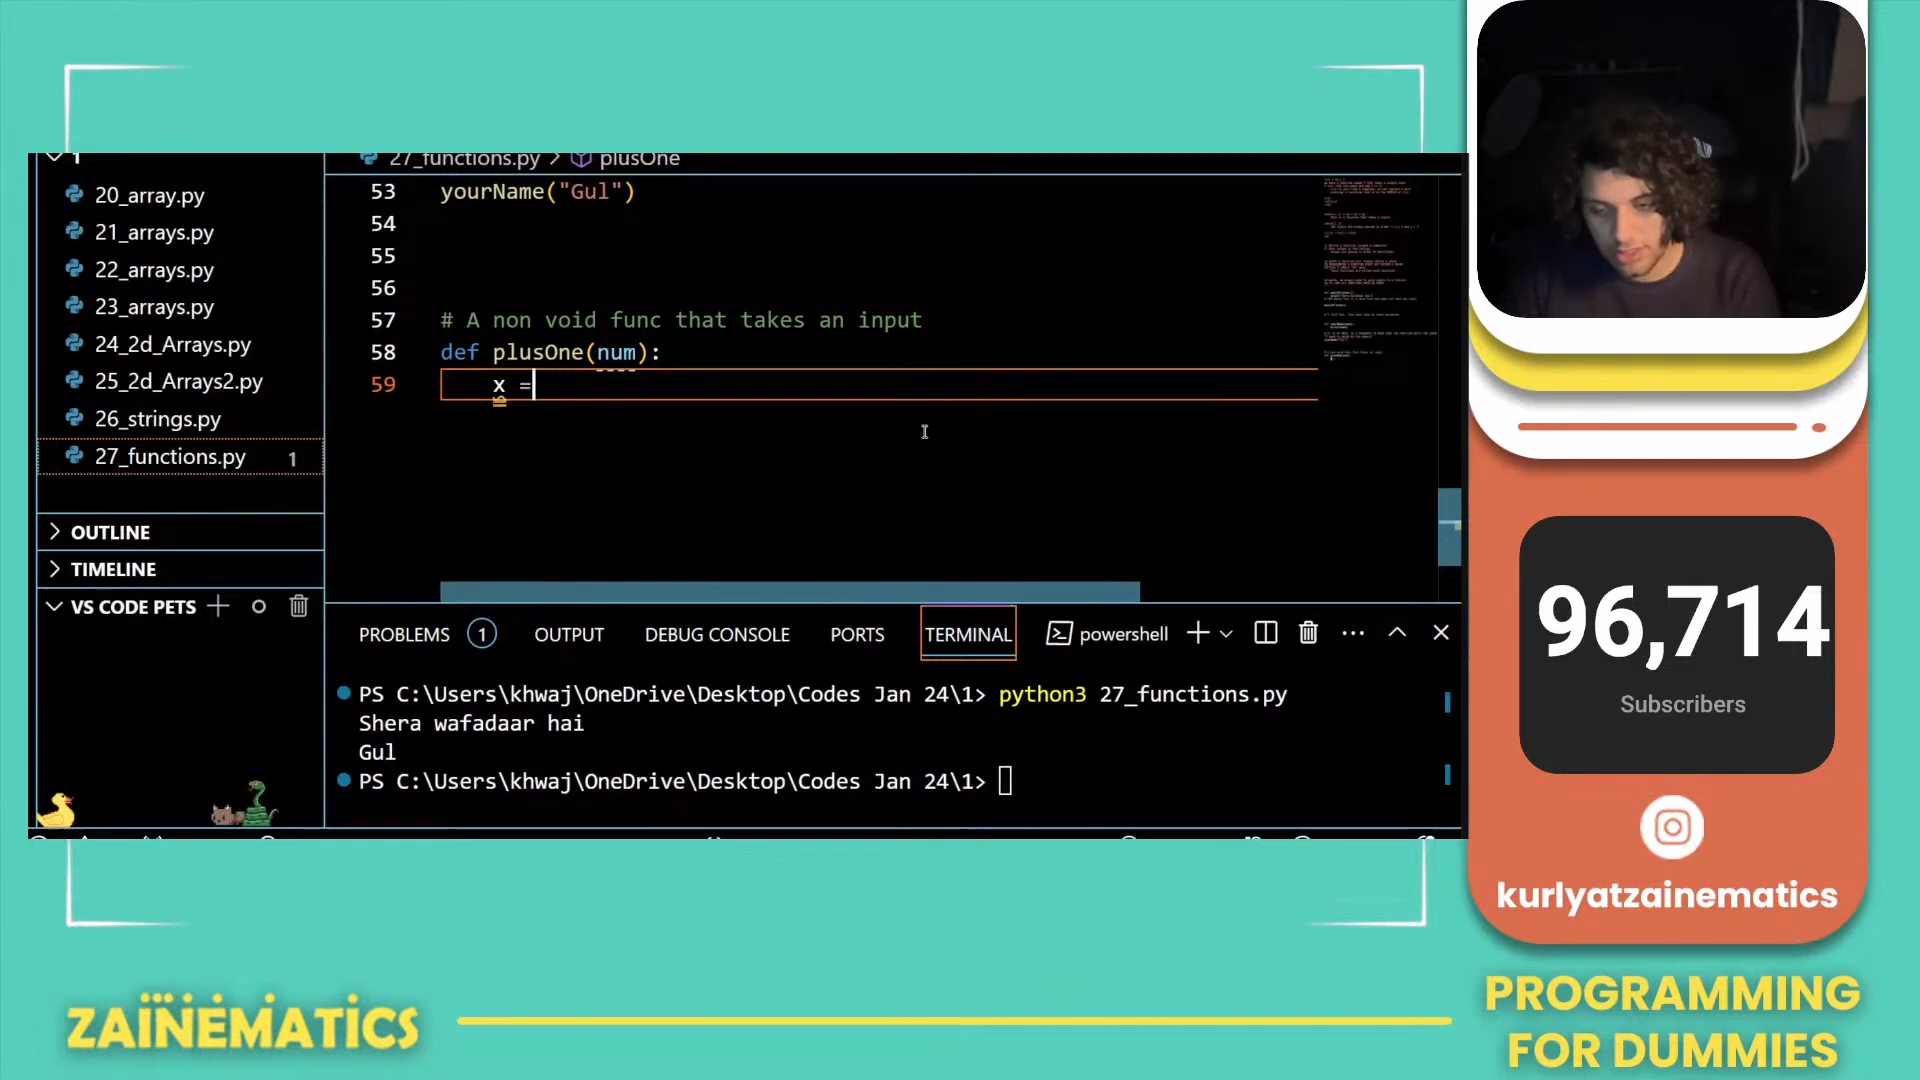 1
27_functions.py > plusOne
20_array.py
21_arrays.py
22_arrays.py
23_arrays.py
24_2d_Arrays.py
25_2d_Arrays2.py
26_strings.py
27_functions.py 1
OUTLINE
TIMELINE
VS CODE PETS
53 yourName("Gul")
54
55
56
57 # A non void func that takes an input
58 def plusOne(num):
59 x =
PROBLEMS 1 OUTPUT DEBUG CONSOLE PORTS TERMINAL powershell
PS C:\Users\khwaj\OneDrive\Desktop\Codes Jan 24\1> python3 27_functions.py
Shera wafadaar hai
Gul
PS C:\Users\khwaj\OneDrive\Desktop\Codes Jan 24\1>
96,714
Subscribers
kurlyatzainematics
ZAINEMATICS
PROGRAMMING
FOR DUMMIES